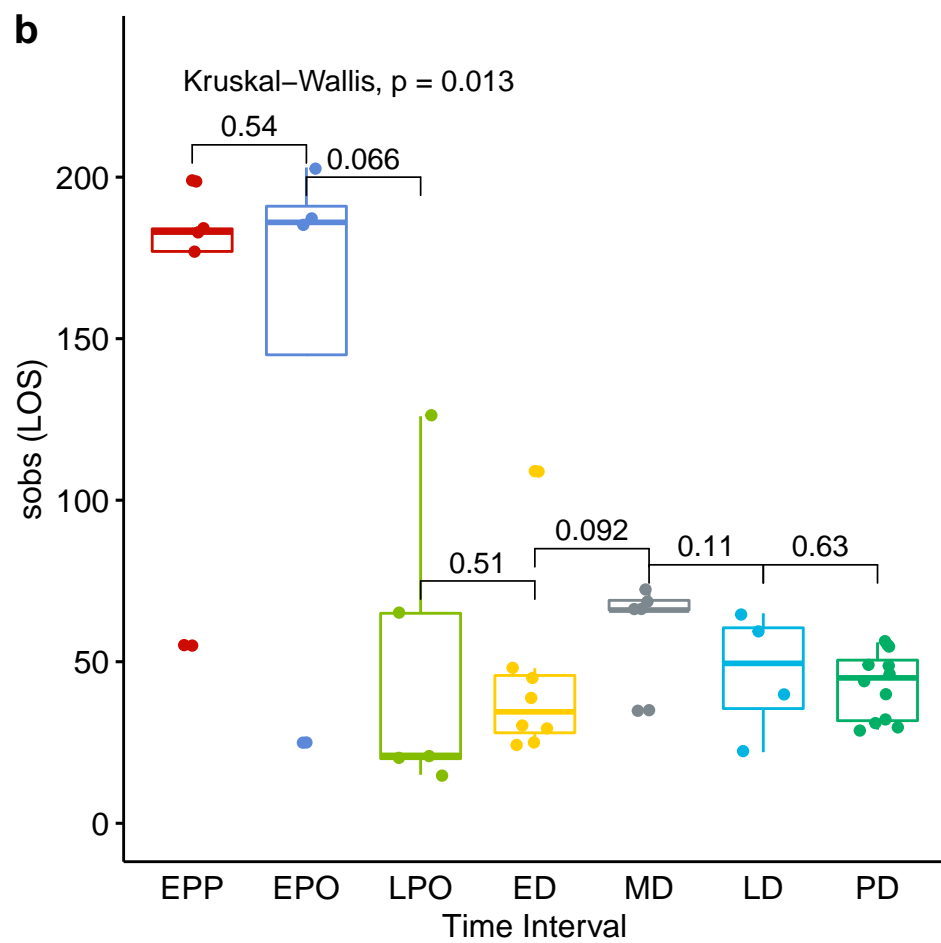 b
Kruskal−Wallis, p = 0.013
0.54
0.066
200
150
100
50
0
sobs (LOS)
0.51
0.092
0.11
0.63
EPP EPO LPO ED MD LD PD
Time Interval